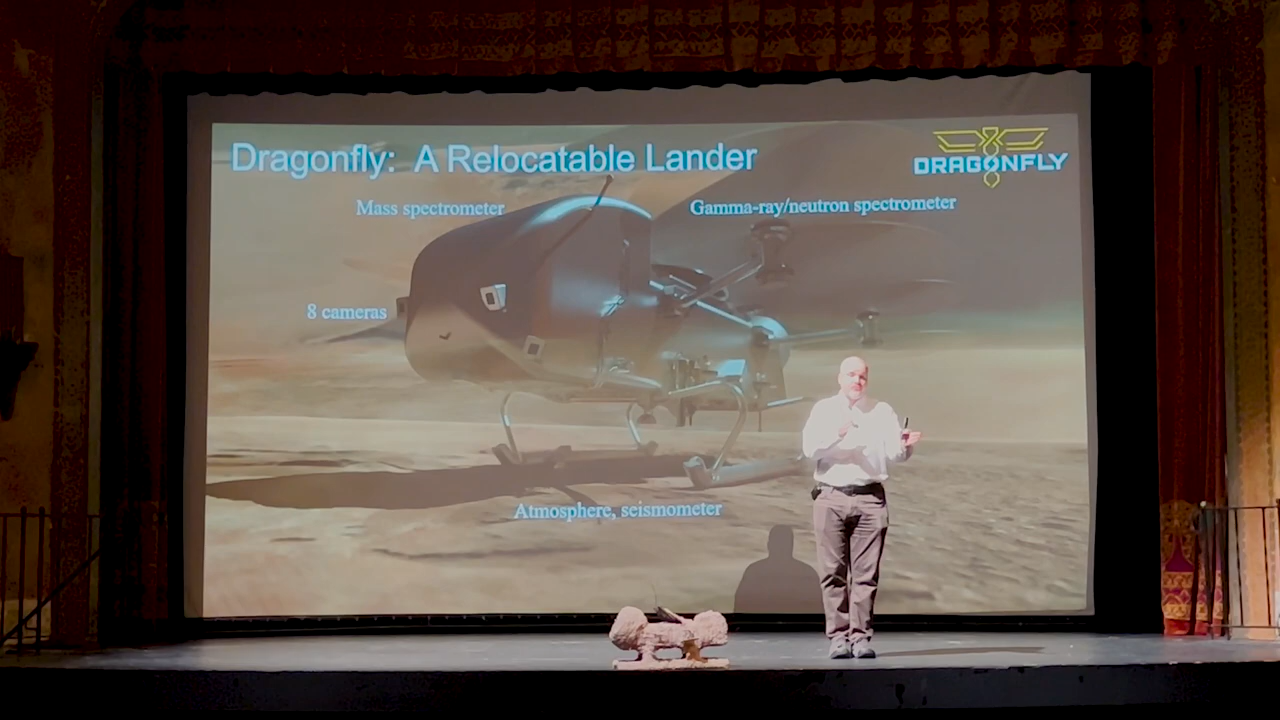 Dragonfly: A Relocatable Lander
DRAGONFLY
Mass spectrometer
Gamma-ray/neutron spectrometer
8 cameras
Atmosphere, seismometer